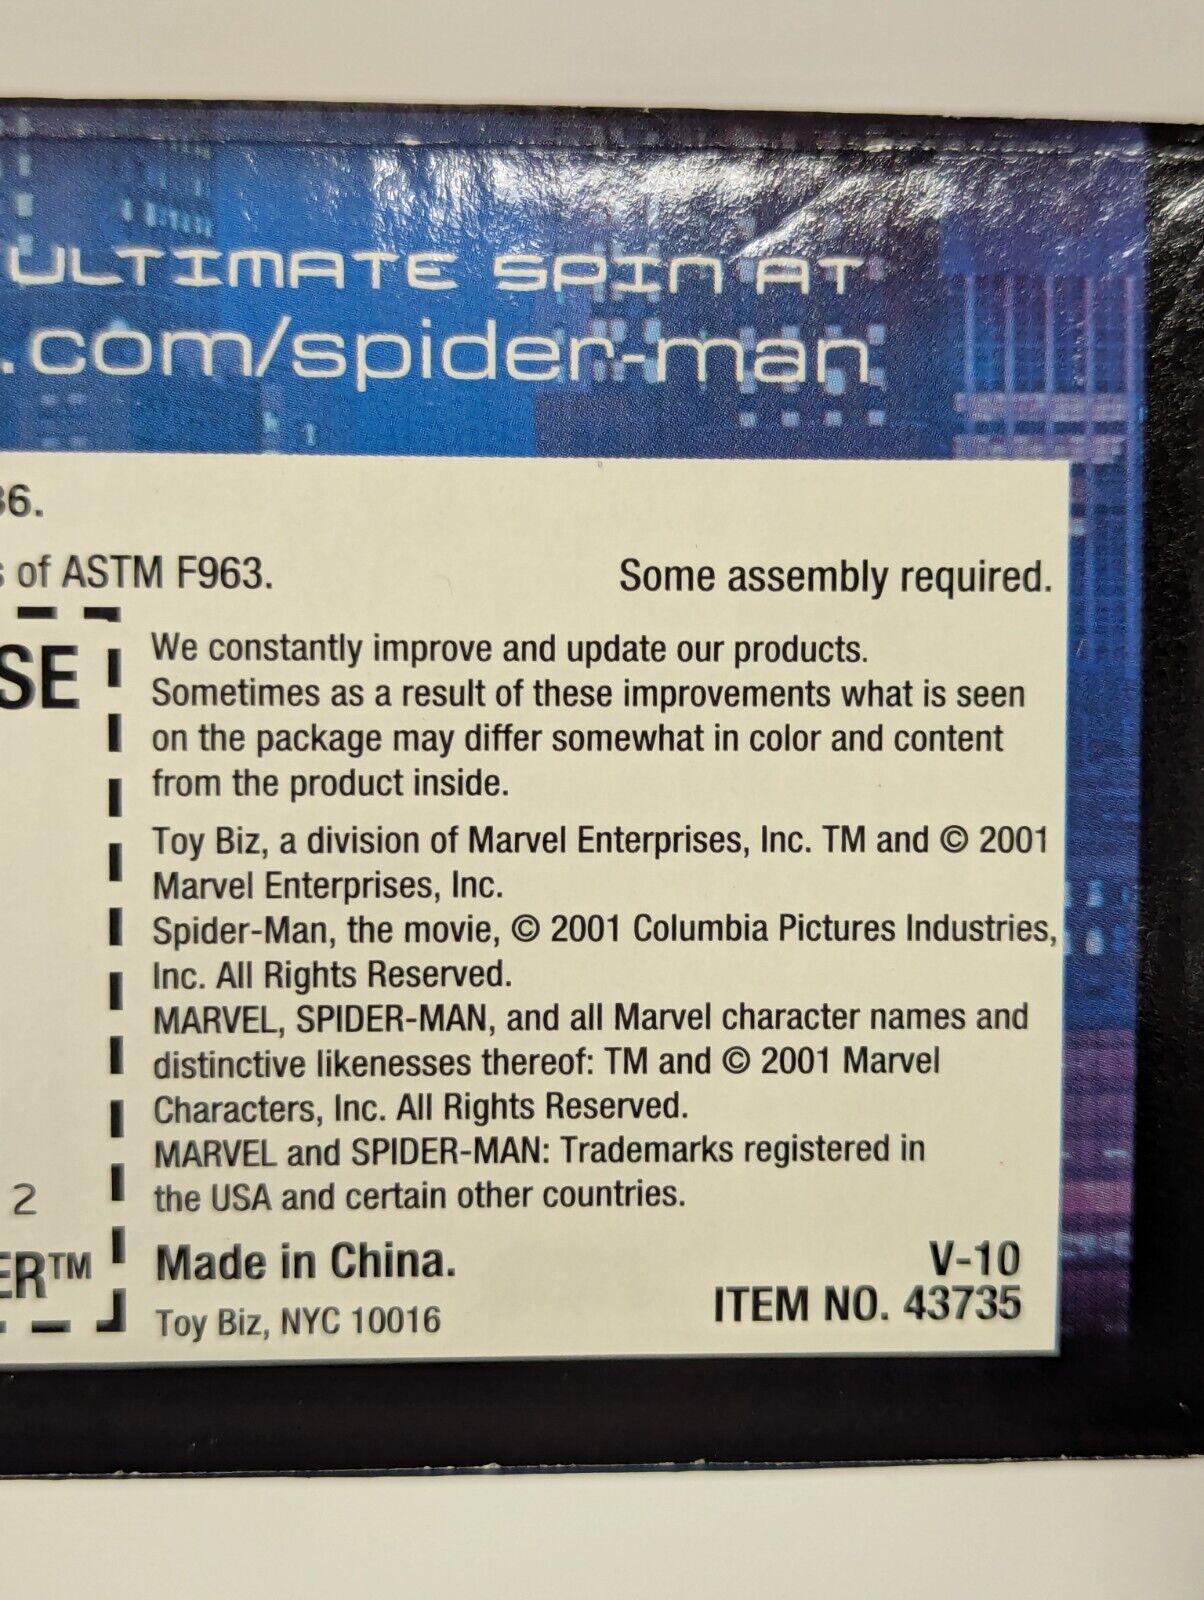 ULTIMATE SPIN AT
.com/spider-man
36.
of ASTM F963.
Some assembly required.
SE
We constantly improve and update our products.
Sometimes as a result of these improvements what is seen
on the package may differ somewhat in color and content
from the product inside.
Toy Biz, a division of Marvel Enterprises, Inc. TM and © 2001
Marvel Enterprises, Inc.
Spider-Man, the movie, © 2001 Columbia Pictures Industries,
Inc. All Rights Reserved.
MARVEL, SPIDER-MAN, and all Marvel character names and
distinctive likenesses thereof: TM and © 2001 Marvel
Characters, Inc. All Rights Reserved.
MARVEL and SPIDER-MAN: Trademarks registered in
the USA and certain other countries.
2
ER™
Made in China.
Toy Biz, NYC 10016
V-10
ITEM NO. 43735